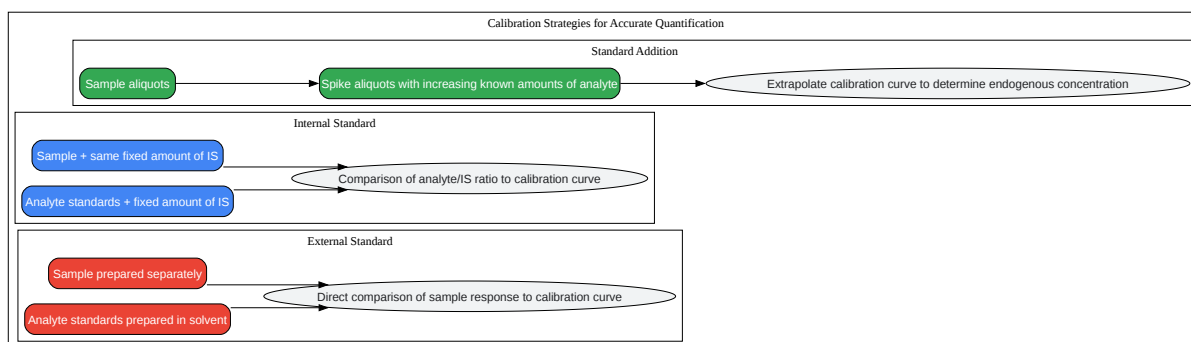 Calibration Strategies for Accurate Quantification
Standard Addition
Sample aliquots
Spike aliquots with increasing known amounts of analyte
Extrapolate calibration curve to determine endogenous concentration
Internal Standard
Sample + same fixed amount of IS
Analyte standards + fixed amount of IS
Comparison of analyte/IS ratio to calibration curve
External Standard
Sample prepared separately
Analyte standards prepared in solvent
Direct comparison of sample response to calibration curve